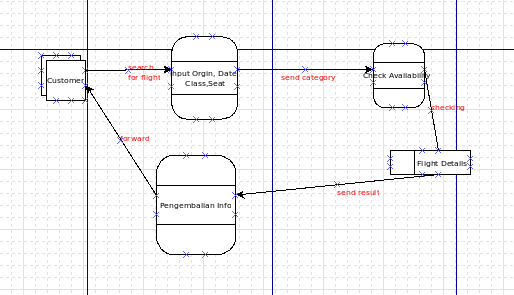 Customer
search
for flight
Input Orgin, Date
Class,Seat
send category
Check Availability
checking
Flight Details
send result
Pengembalian Info
forward